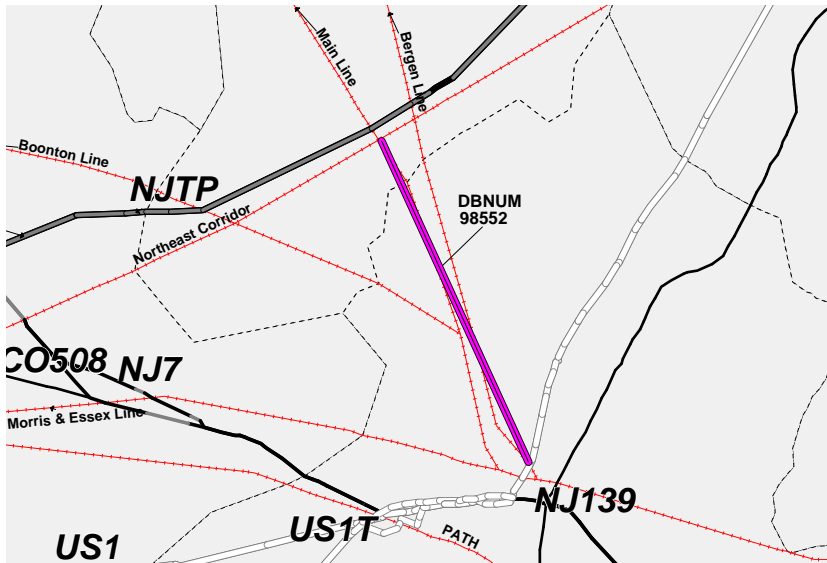 Main Line
Bergen Line
Boonton Line
NJTP
DBNUM
98552
Northeast Corridor
CO508
NJ7
Morris & Essex Line
NJ139
US1T
PATH
US1